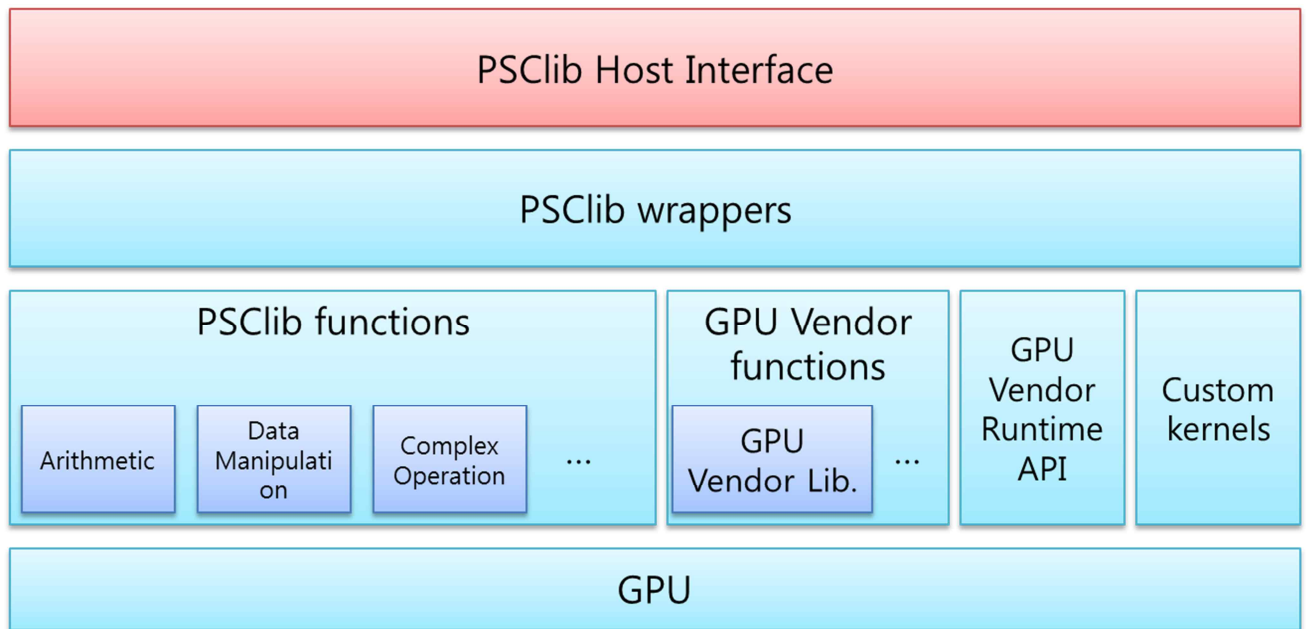 PSClib Host Interface
PSClib wrappers
PSClib functions
Arithmetic
Data
Manipulati
on
Complex
Operation
...
GPU Vendor
functions
GPU
Vendor Lib.
...
GPU
Vendor
Runtime
API
Custom
kernels
GPU